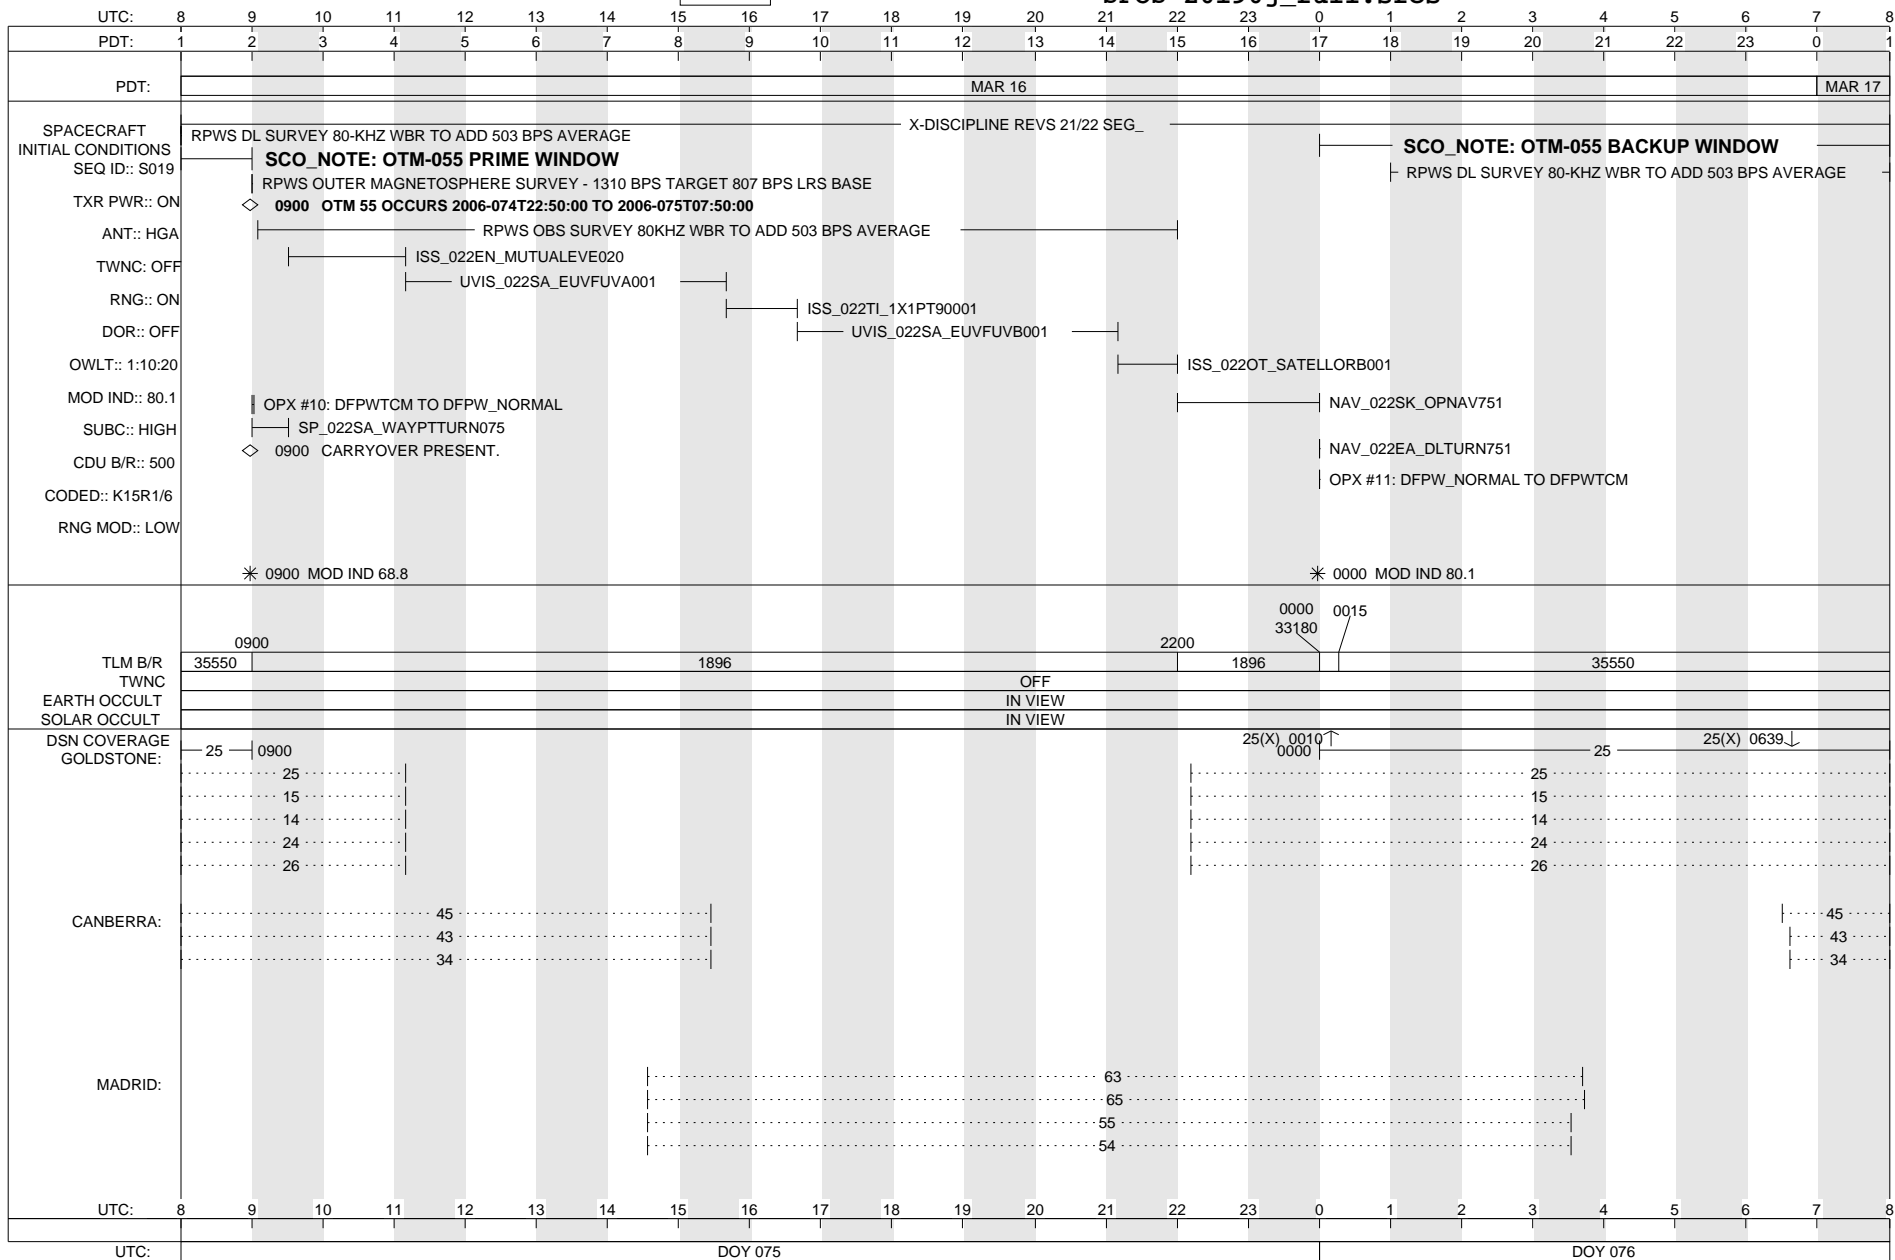 UTC: 8 9 10 11 12 13 14 15 16 17 18 19 20 21 22 23 0 1 2 3 4 5 6 7 8
PDT: 1 2 3 4 5 6 7 8 9 10 11 12 13 14 15 16 17 18 19 20 21 22 23 0 1
PDT: MAR 16 MAR 17
SPACECRAFT
INITIAL CONDITIONS
SEQ ID:: S019
TXR PWR:: ON
ANT:: HGA
TWNC: OFF
RNG:: ON
DOR:: OFF
OWLT:: 1:10:20
MOD IND:: 80.1
SUBC:: HIGH
CDU B/R:: 500
CODED:: K15R1/6
RNG MOD:: LOW
X-DISCIPLINE REVS 21/22 SEG_
RPWS DL SURVEY 80-KHZ WBR TO ADD 503 BPS AVERAGE
SCO_NOTE: OTM-055 PRIME WINDOW
SCO_NOTE: OTM-055 BACKUP WINDOW
RPWS DL SURVEY 80-KHZ WBR TO ADD 503 BPS AVERAGE
RPWS OUTER MAGNETOSPHERE SURVEY - 1310 BPS TARGET 807 BPS LRS BASE
0900 OTM 55 OCCURS 2006-074T22:50:00 TO 2006-075T07:50:00
RPWS OBS SURVEY 80KHZ WBR TO ADD 503 BPS AVERAGE
ISS_022EN_MUTUALEVE020
UVIS_022SA_EUVFUVA001
ISS_022TI_1X1PT90001
UVIS_022SA_EUVFUVB001
ISS_022OT_SATELLORB001
OPX #10: DFPWTCM TO DFPW_NORMAL
NAV_022SK_OPNAV751
SP_022SA_WAYPTTURN075
0900 CARRYOVER PRESENT.
NAV_022EA_DLTURN751
OPX #11: DFPW_NORMAL TO DFPWTCM
0900 MOD IND 68.8
0000 MOD IND 80.1
0000 0015
33180
0900 2200
TLM B/R 35550 1896 1896 35550
TWNC OFF
EARTH OCCULT IN VIEW
SOLAR OCCULT IN VIEW
DSN COVERAGE
25(X) 0010 25(X) 0639
GOLDSTONE: 25 0900 0000 25
25 25
15 15
14 14
24 24
26 26
CANBERRA:
45 45
43 43
34 34
MADRID:
63
65
55
54
UTC: 8 9 10 11 12 13 14 15 16 17 18 19 20 21 22 23 0 1 2 3 4 5 6 7 8
UTC: DOY 075 DOY 076